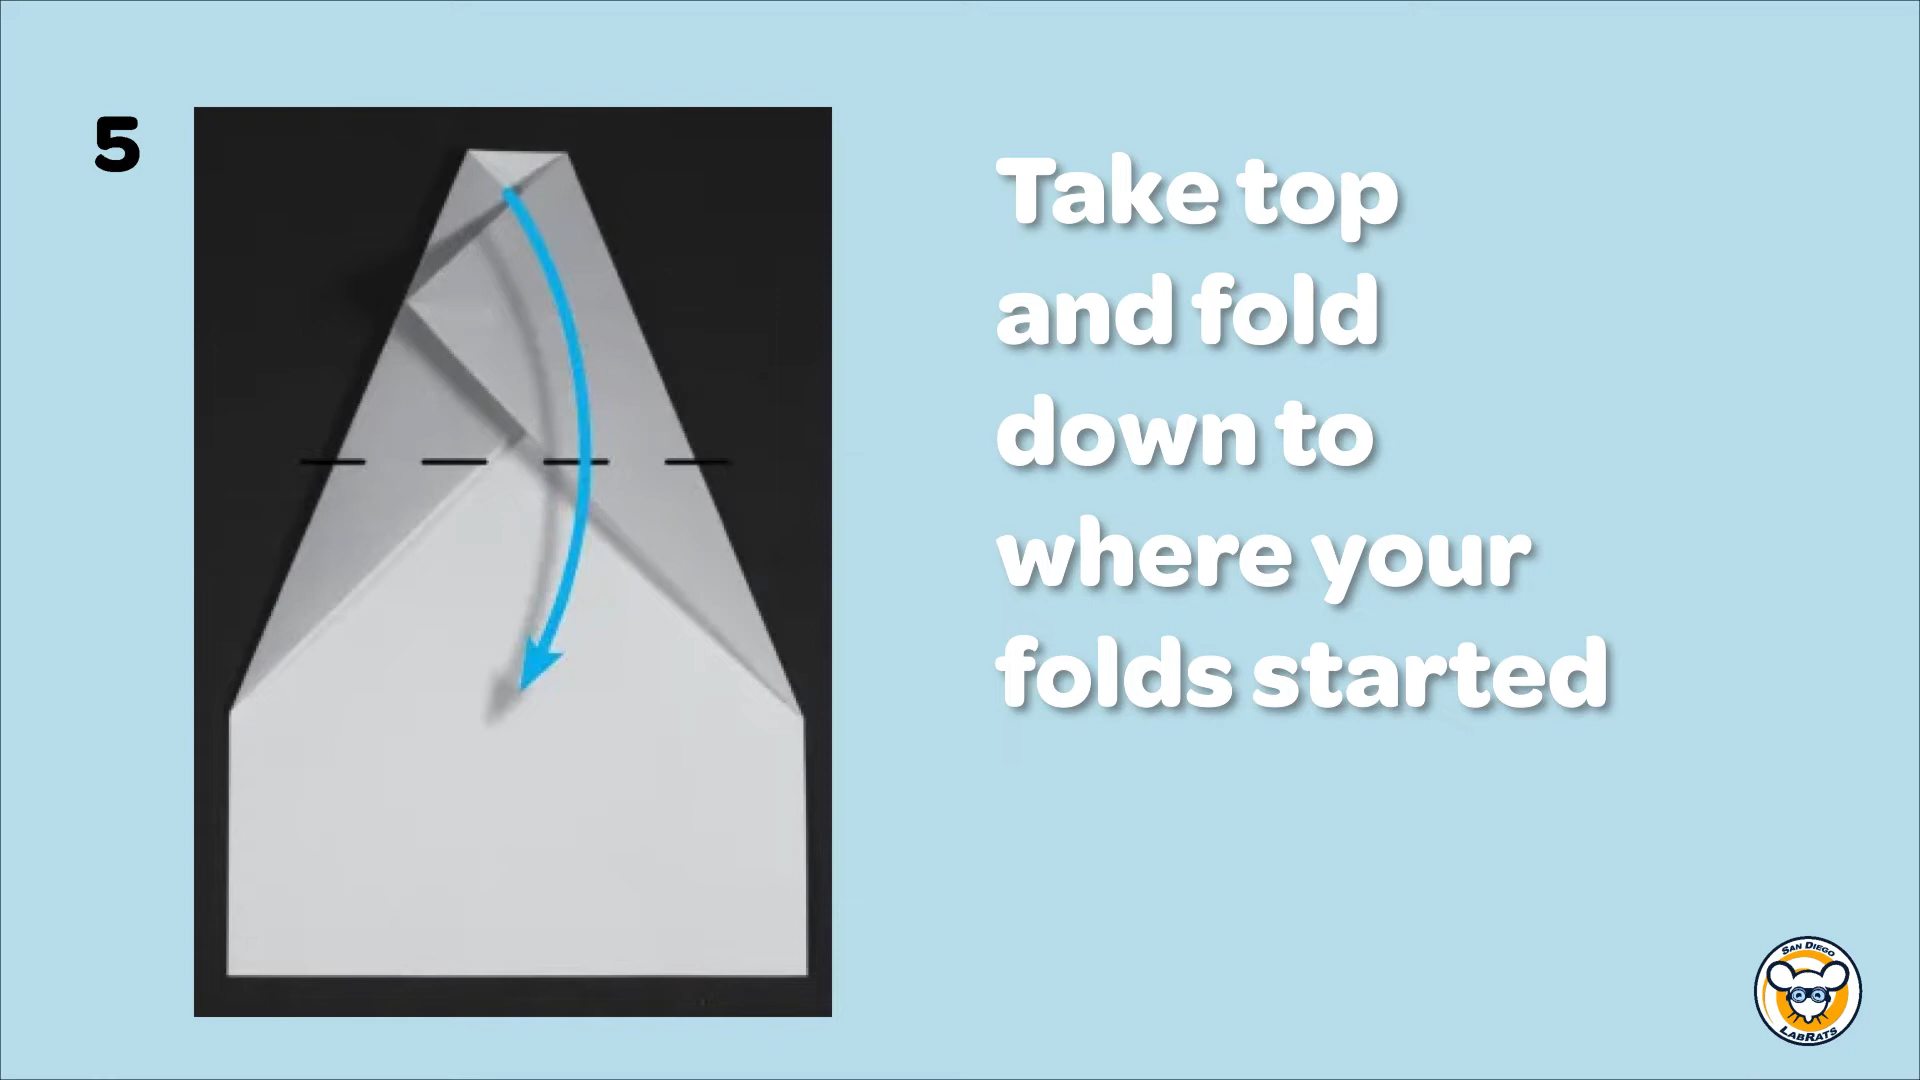 5
Take top
and fold
down to
where your
folds started
SAN DIEGO
LABRATS